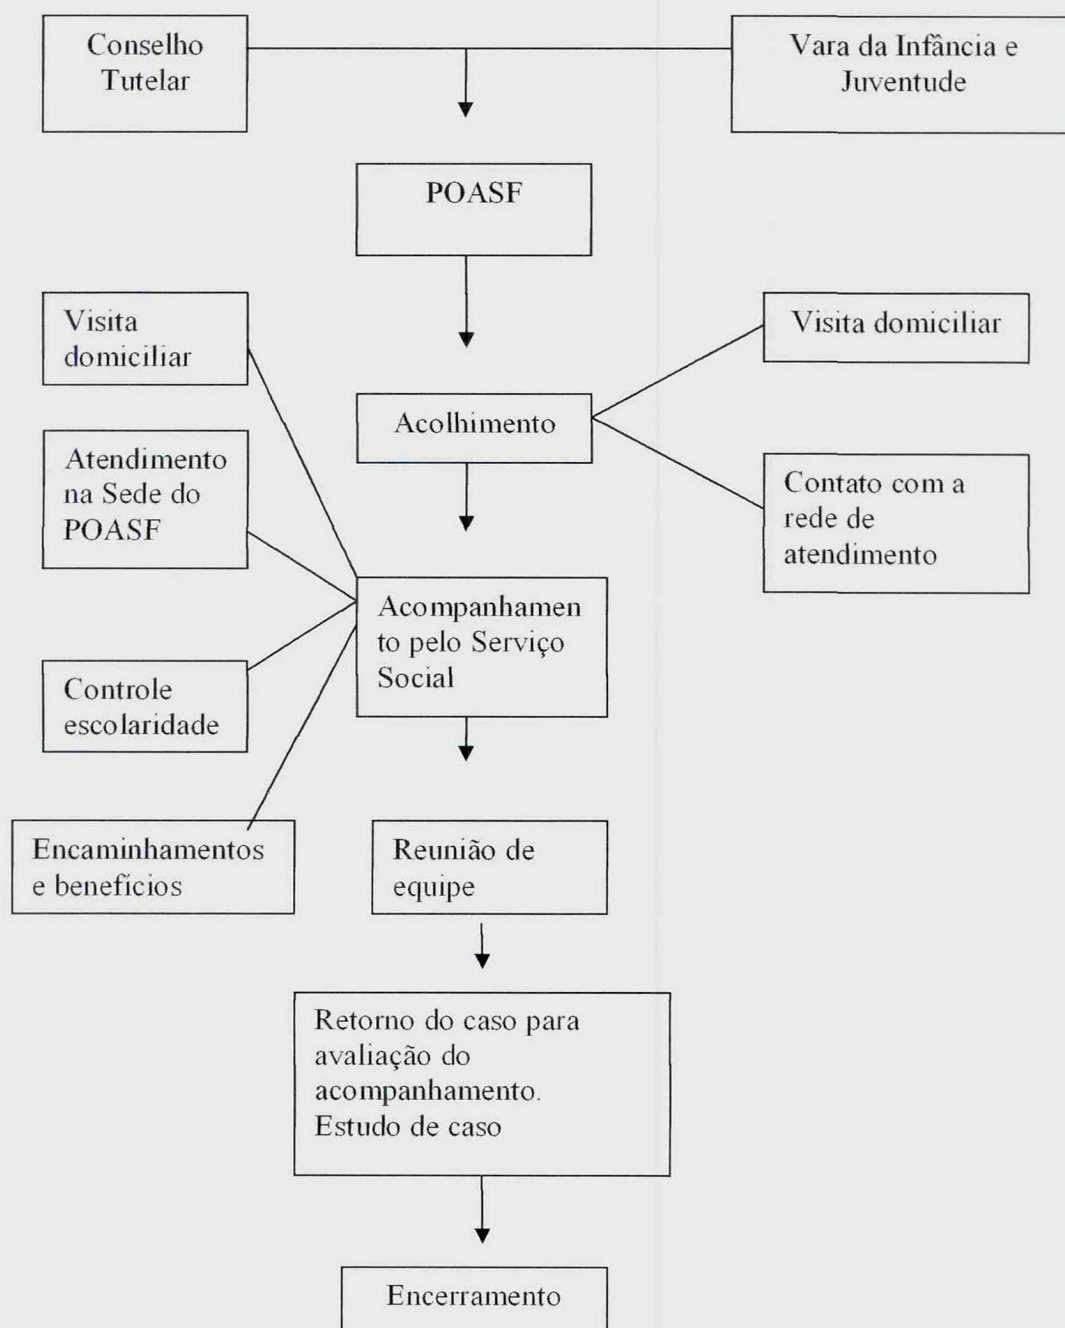 Conselho
Tutelar
Vara da Infância e
Juventude
POASF
Visita
domiciliar
Visita domiciliar
Acolhimento
Atendimento
na Sede do
POASF
Contato com a
rede de
atendimento
Acompanhamen
to pelo Serviço
Social
Controle
escolaridade
Encaminhamentos
e benefícios
Reunião de
equipe
Retorno do caso para
avaliação do
acompanhamento.
Estudo de caso
Encerramento